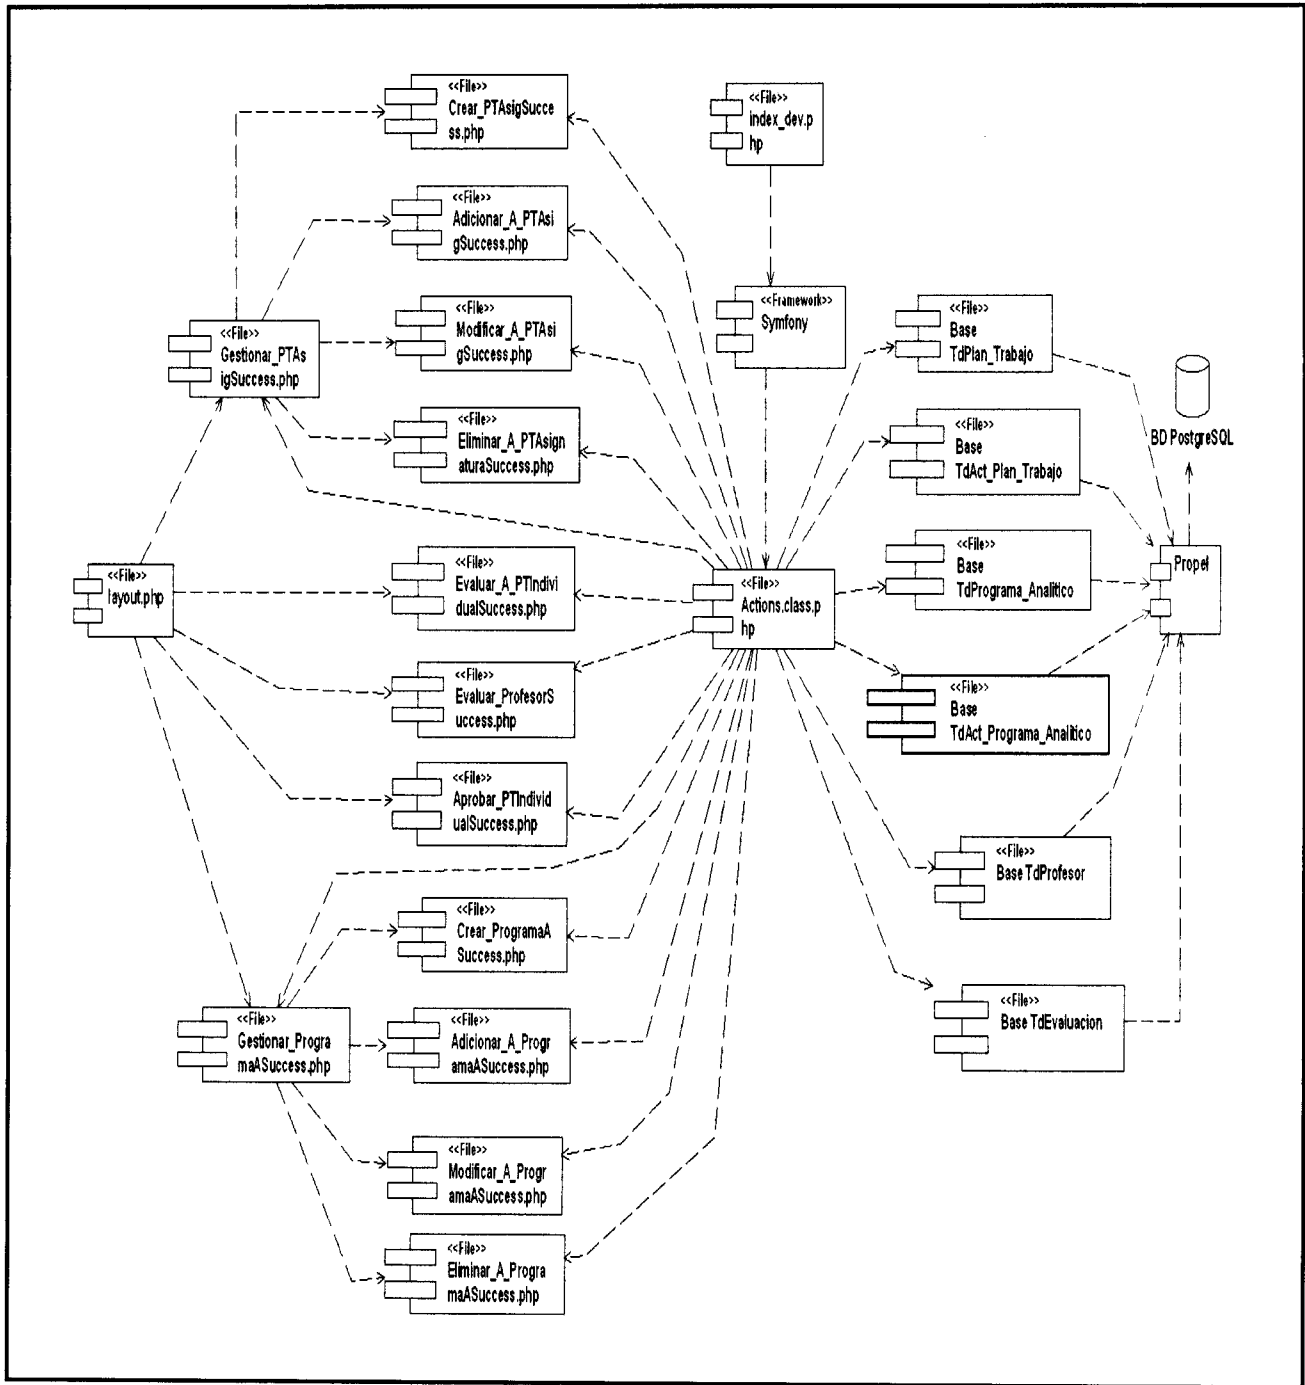 <<File>>
Crear_PTAsigSucce
ss.php
<<File>>
index_dev.p
hp
<<File>>
Adicionar_A_PTAsi
gSuccess.php
<<Framework>>
Symfony
<<File>>
Modificar_A_PTAsi
gSuccess.php
<<File>>
Base
TdPlan_Trabajo
<<File>>
Gestionar_PTAs
igSuccess.php
<<File>>
Eliminar_A_PTAsign
aturaSuccess.php
<<File>>
Base
TdAct_Plan_Trabajo
BD PostgreSQL
<<File>>
layout.php
<<File>>
Evaluar_A_PTIndivi
dualSuccess.php
<<File>>
Actions.class.p
hp
<<File>>
Base
TdPrograma_Analitico
Propel
<<File>>
Evaluar_ProfesorS
uccess.php
<<File>>
Base
TdAct_Programa_Analitico
<<File>>
Aprobar_PTIndivid
ualSuccess.php
<<File>>
Base TdProfesor
<<File>>
Crear_ProgramaA
Success.php
<<File>>
Gestionar_Progra
maASuccess.php
<<File>>
Adicionar_A_Progr
amaASuccess.php
<<File>>
Base TdEvaluacion
<<File>>
Modificar_A_Progr
amaASuccess.php
<<File>>
Eliminar_A_Progra
maASuccess.php